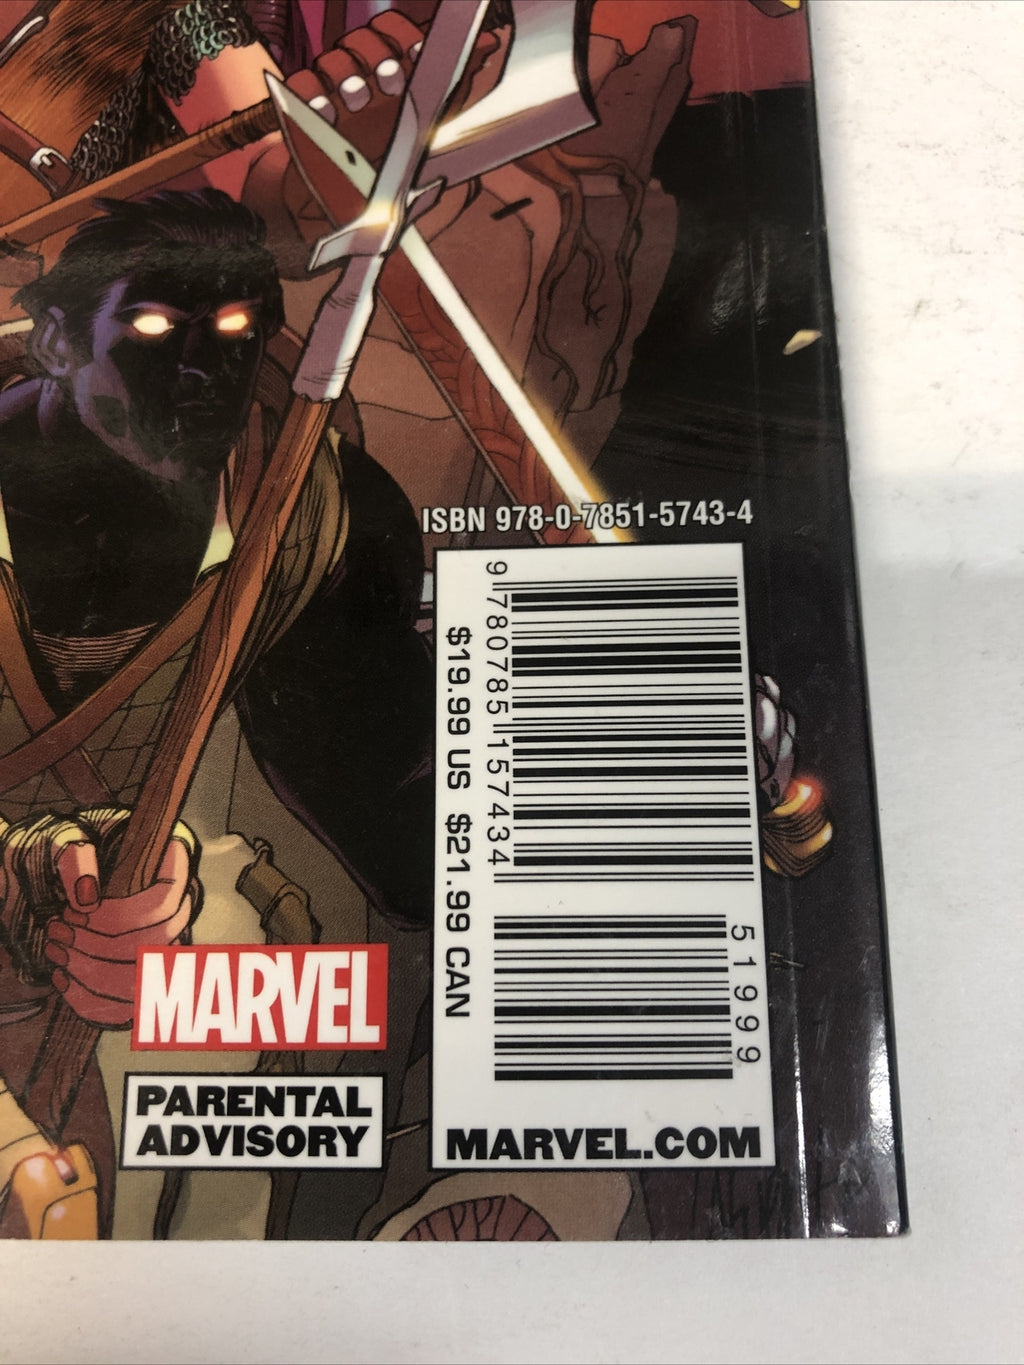 ISBN 978-0-7851-5743-4
9 780785 157434
$19.99 US $21.99 CAN
51999
MARVEL
PARENTAL
ADVISORY
MARVEL.COM